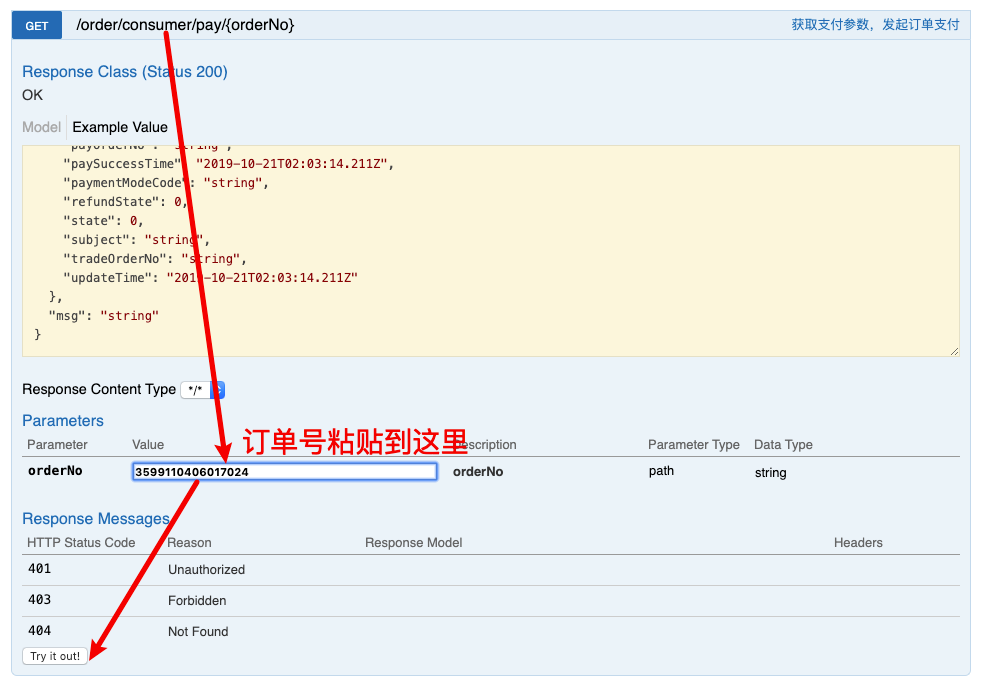 GET /order/consumer/pay/{orderNo} 获取支付参数，发起订单支付
Response Class (Status 200)
OK
Model Example Value
"payOrderNo": "string",
"paySuccessTime": "2019-10-21T02:03:14.211Z",
"paymentModeCode": "string",
"refundState": 0,
"state": 0,
"subject": "string",
"tradeOrderNo": "string",
"updateTime": "2019-10-21T02:03:14.211Z"
},
"msg": "string"
}
Response Content Type */*
Parameters
订单号粘贴到这里
Parameter Value Description Parameter Type Data Type
orderNo 3599110406017024 orderNo path string
Response Messages
HTTP Status Code Reason Response Model Headers
401 Unauthorized
403 Forbidden
404 Not Found
Try it out!